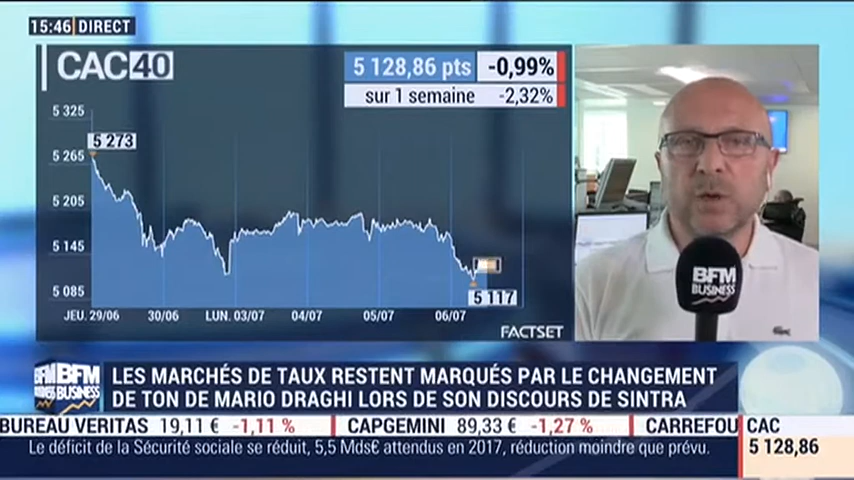 15:46 DIRECT
CAC40
5 128,86 pts -0,99%
sur 1 semaine -2,32%
5 325
5 273
5 265
5 205
5 145
5 085
5 117
JEU. 29/06 30/06 LUN. 03/07 04/07 05/07 06/07
FACTSET
BFM
BUSINESS
BFM
BUSINESS
LES MARCHÉS DE TAUX RESTENT MARQUÉS PAR LE CHANGEMENT
DE TON DE MARIO DRAGHI LORS DE SON DISCOURS DE SINTRA
BUREAU VERITAS 19,11 € -1,11 % CAPGEMINI 89,33 € -1,27 % CARREFOU
CAC
5 128,86
Le déficit de la Sécurité sociale se réduit, 5,5 Mds€ attendus en 2017, réduction moindre que prévu.